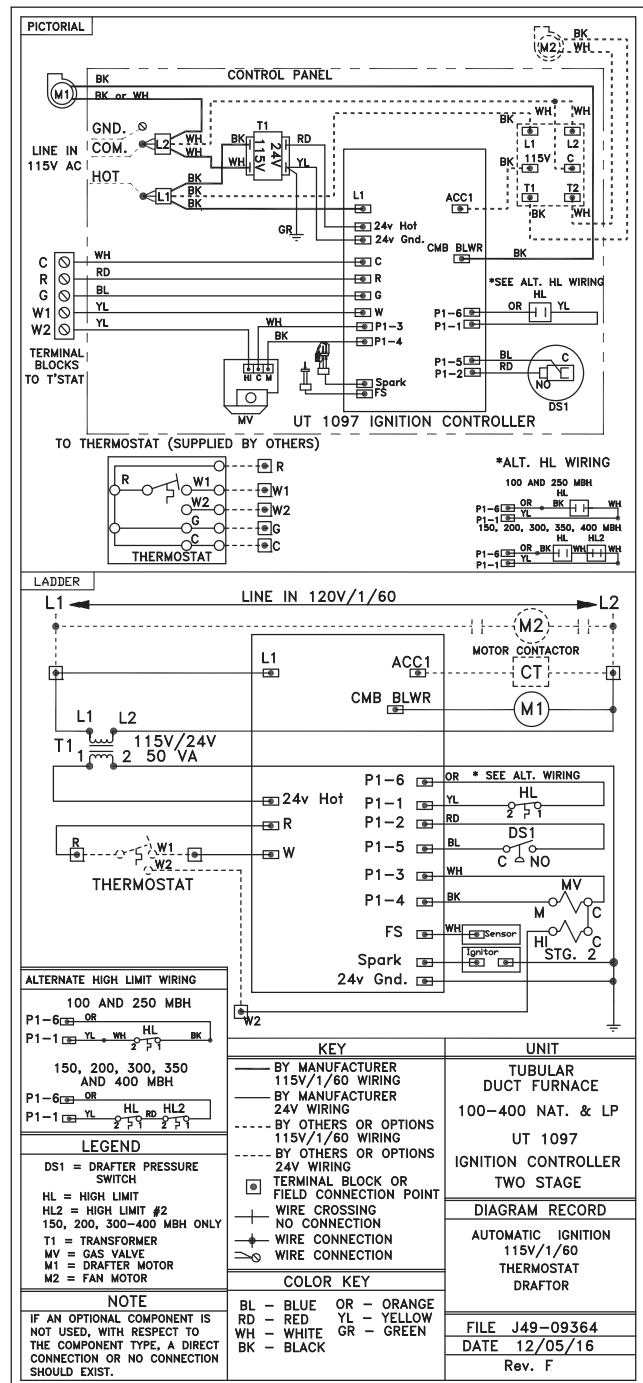 PICTORIAL
BK
WH
M2
CONTROL PANEL
BK
M1
BK or WH
GND.
LINE IN
115V AC
COM.
L2
WH
WH
HOT
L1
BK
BK
BK
BK
WH
T1
115V
24V
RD
YL
GR
L1
24v Hot
24v Gnd.
ACC1
CMB BLWR
BK
BK
WH
WH
L1
L2
BK
115V
C
T1
T2
BK
WH
C
WH
C
R
RD
R
G
BL
G
W1
YL
W
W2
YL
WH
P1-3
BK
P1-4
TERMINAL
BLOCKS
TO T'STAT
HI C M
MV
Spark
FS
*SEE ALT. HL WIRING
HL
P1-6
OR
YL
P1-1
P1-5
BL
C
P1-2
RD
NO
DS1
UT 1097 IGNITION CONTROLLER
TO THERMOSTAT (SUPPLIED BY OTHERS)
R
R
W1
W1
W2
W2
G
G
C
C
THERMOSTAT
*ALT. HL WIRING
100 AND 250 MBH
HL
P1-6
OR
BK
WH
P1-1
YL
150, 200, 300, 350, 400 MBH
HL HL2
P1-6
OR
BK
WH
WH
P1-1
YL
LADDER
L1
LINE IN 120V/1/60
L2
M2
MOTOR CONTACTOR
L1
ACC1
CT
CMB BLWR
M1
L1 L2
T1
115V/24V
1
2
50 VA
P1-6
OR
* SEE ALT. WIRING
24v Hot
P1-1
YL
HL
2 1
R
P1-2
RD
DS1
R
W1
W
P1-5
BL
C NO
W2
THERMOSTAT
P1-3
WH
MV
P1-4
BK
M
C
FS
WH
Sensor
HI
C
STG. 2
Spark
Ignitor
24v Gnd.
W2
ALTERNATE HIGH LIMIT WIRING
100 AND 250 MBH
P1-6
OR
P1-1
YL
WH
HL
BK
2 1
150, 200, 300, 350
AND 400 MBH
P1-6
OR
P1-1
YL
HL
RD
HL2
2 1
2 1
LEGEND
DS1 = DRAFTER PRESSURE
SWITCH
HL = HIGH LIMIT
HL2 = HIGH LIMIT #2
150, 200, 300-400 MBH ONLY
T1 = TRANSFORMER
MV = GAS VALVE
M1 = DRAFTER MOTOR
M2 = FAN MOTOR
NOTE
IF AN OPTIONAL COMPONENT IS
NOT USED, WITH RESPECT TO
THE COMPONENT TYPE, A DIRECT
CONNECTION OR NO CONNECTION
SHOULD EXIST.
KEY
BY MANUFACTURER
115V/1/60 WIRING
BY MANUFACTURER
24V WIRING
BY OTHERS OR OPTIONS
115V/1/60 WIRING
BY OTHERS OR OPTIONS
24V WIRING
TERMINAL BLOCK OR
FIELD CONNECTION POINT
WIRE CROSSING
NO CONNECTION
WIRE CONNECTION
WIRE CONNECTION
COLOR KEY
BL - BLUE OR - ORANGE
RD - RED YL - YELLOW
WH - WHITE GR - GREEN
BK - BLACK
UNIT
TUBULAR
DUCT FURNACE
100-400 NAT. & LP
UT 1097
IGNITION CONTROLLER
TWO STAGE
DIAGRAM RECORD
AUTOMATIC IGNITION
115V/1/60
THERMOSTAT
DRAFTOR
FILE J49-09364
DATE 12/05/16
Rev. F